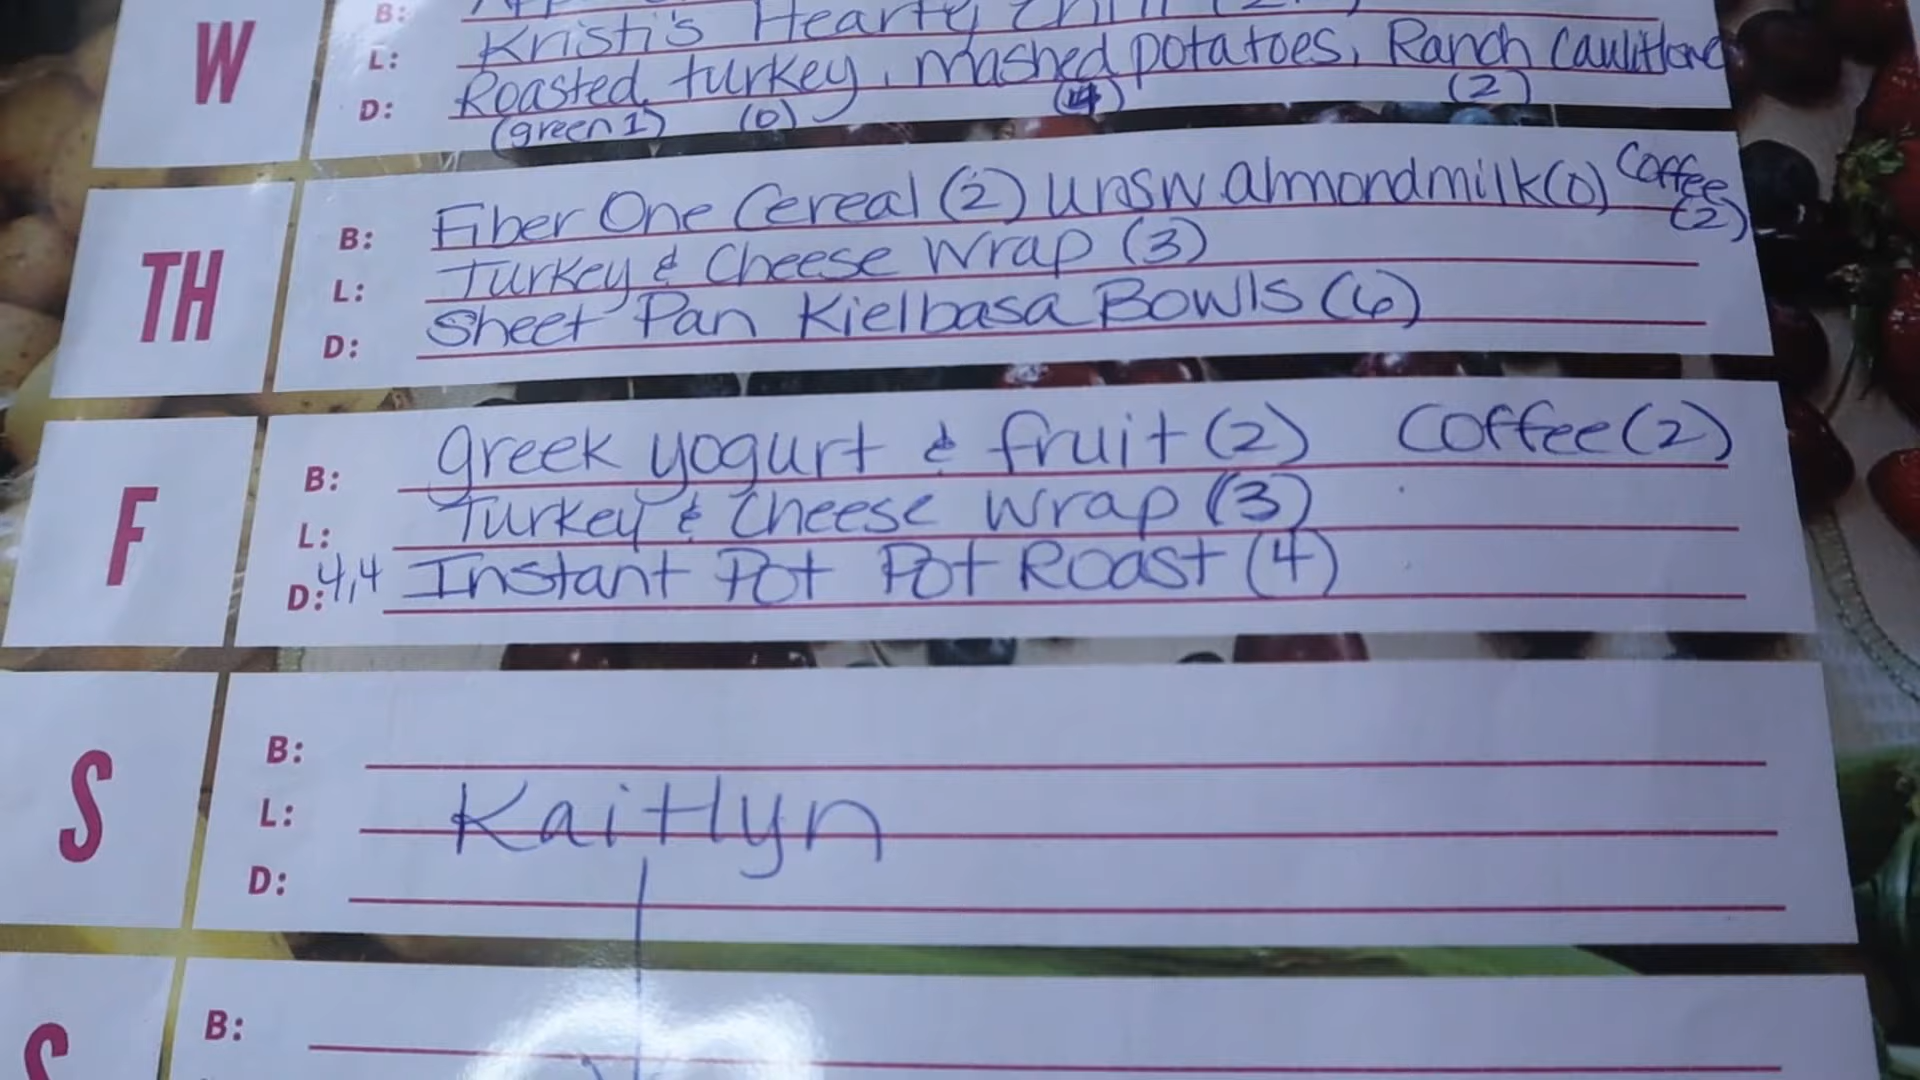 W
B:
L: Kristi's Hearty Chili
D: Roasted turkey, mashed potatoes, Ranch
(green 1) (0) (4) (2)
TH
B: Fiber One Cereal (2) unsw almondmilk (0) Coffee (2)
L: Turkey & Cheese Wrap (3)
D: Sheet Pan Kielbasa Bowls (6)
F
B: greek yogurt & fruit (2) Coffee (2)
L: Turkey & Cheese Wrap (3)
D: 4,4 Instant Pot Pot Roast (4)
S
B:
L: Kaitlyn
D:
S
B: